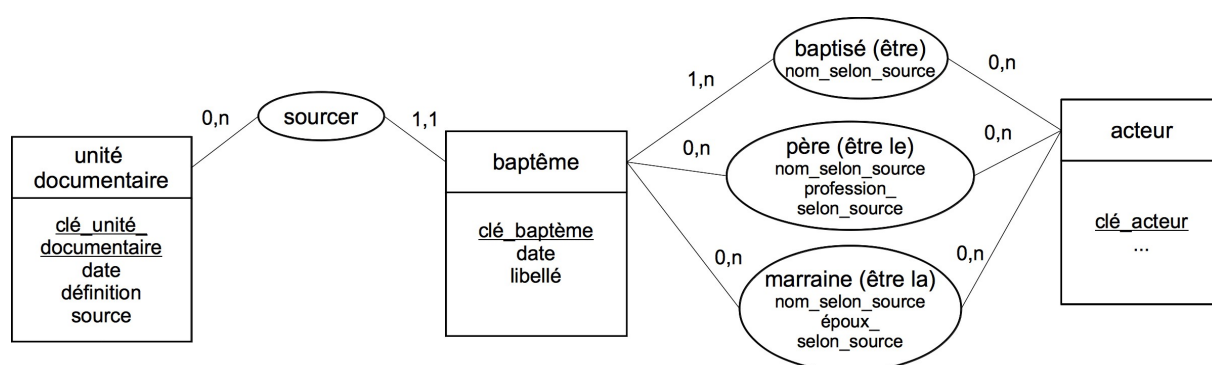 unité
documentaire
clé_unité_
documentaire
date
définition
source
0,n
sourcer
1,1
baptême
clé_baptème
date
libellé
1,n
0,n
0,n
baptisé (être)
nom_selon_source
père (être le)
nom_selon_source
profession_
selon_source
marraine (être la)
nom_selon_source
époux_
selon_source
0,n
0,n
0,n
acteur
clé_acteur
...